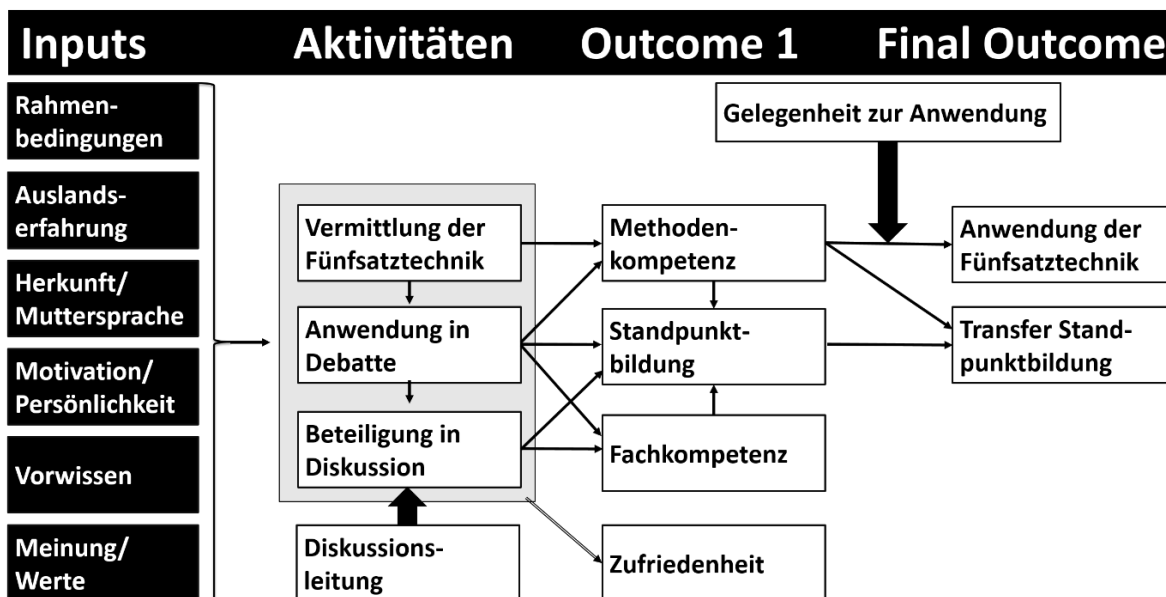 Inputs
Aktivitäten
Outcome 1
Final Outcome
Rahmen-
bedingungen
Auslands-
erfahrung
Herkunft/
Muttersprache
Motivation/
Persönlichkeit
Vorwissen
Meinung/
Werte
Vermittlung der
Fünfsatztechnik
Anwendung in
Debatte
Beteiligung in
Diskussion
Diskussions-
leitung
Methoden-
kompetenz
Standpunkt-
bildung
Fachkompetenz
Zufriedenheit
Gelegenheit zur Anwendung
Anwendung der
Fünfsatztechnik
Transfer Stand-
punktbildung